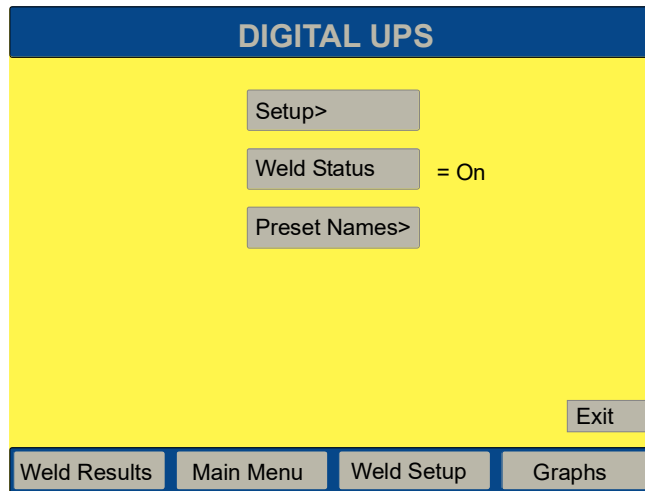 DIGITAL UPS
Setup>
Weld Status = On
Preset Names>
Exit
Weld Results Main Menu Weld Setup Graphs